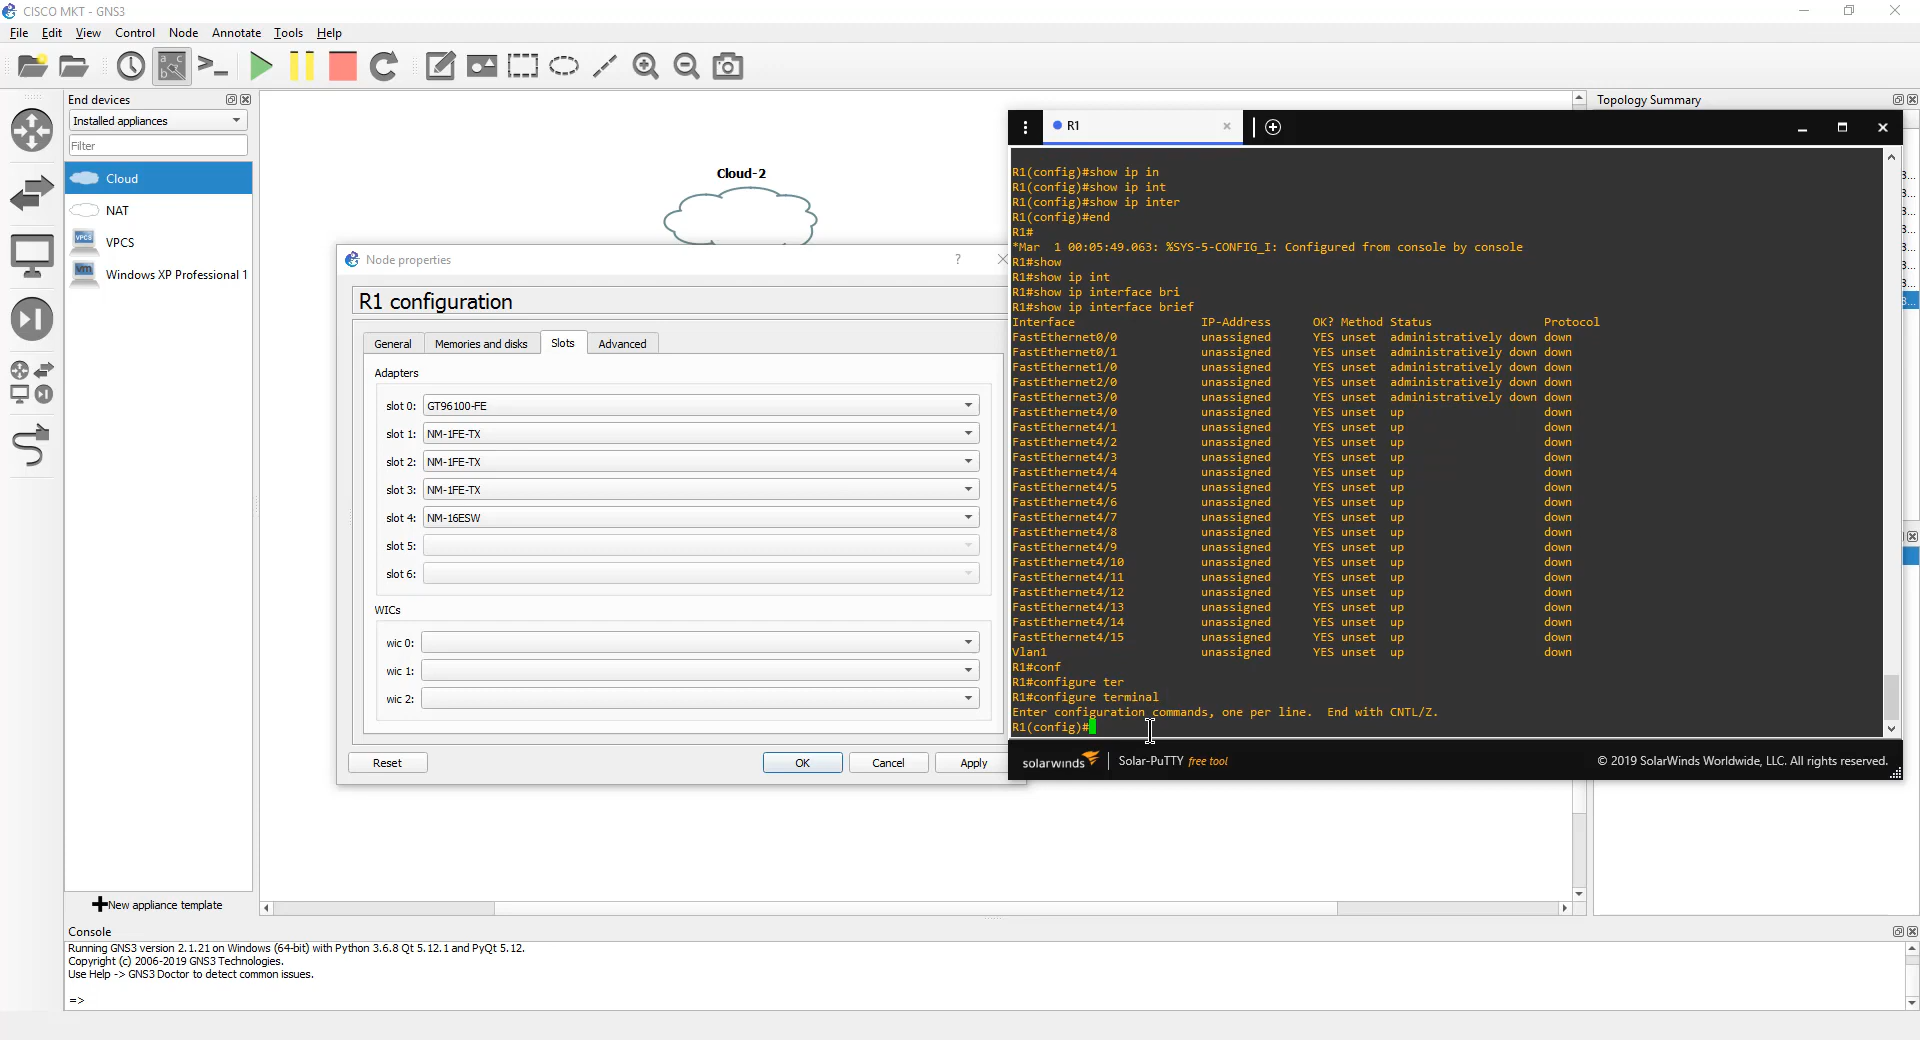 CISCO MKT - GNS3
File Edit View Control Node Annotate Tools Help
End devices
Installed appliances
Filter
Cloud
NAT
VPCS
Windows XP Professional 1
New appliance template
Cloud-2
Node properties
R1 configuration
General Memories and disks Slots Advanced
Adapters
slot 0: GT96100-FE
slot 1: NM-1FE-TX
slot 2: NM-1FE-TX
slot 3: NM-1FE-TX
slot 4: NM-16ESW
slot 5:
slot 6:
WICs
wic 0:
wic 1:
wic 2:
Reset OK Cancel Apply
Topology Summary
R1
R1(config)#show ip in
R1(config)#show ip int
R1(config)#show ip inter
R1(config)#end
R1#
*Mar  1 00:05:49.063: %SYS-5-CONFIG_I: Configured from console by console
R1#show
R1#show ip int
R1#show ip interface bri
R1#show ip interface brief
Interface IP-Address OK? Method Status Protocol
FastEthernet0/0 unassigned YES unset administratively down down
FastEthernet0/1 unassigned YES unset administratively down down
FastEthernet1/0 unassigned YES unset administratively down down
FastEthernet2/0 unassigned YES unset administratively down down
FastEthernet3/0 unassigned YES unset administratively down down
FastEthernet4/0 unassigned YES unset up down
FastEthernet4/1 unassigned YES unset up down
FastEthernet4/2 unassigned YES unset up down
FastEthernet4/3 unassigned YES unset up down
FastEthernet4/4 unassigned YES unset up down
FastEthernet4/5 unassigned YES unset up down
FastEthernet4/6 unassigned YES unset up down
FastEthernet4/7 unassigned YES unset up down
FastEthernet4/8 unassigned YES unset up down
FastEthernet4/9 unassigned YES unset up down
FastEthernet4/10 unassigned YES unset up down
FastEthernet4/11 unassigned YES unset up down
FastEthernet4/12 unassigned YES unset up down
FastEthernet4/13 unassigned YES unset up down
FastEthernet4/14 unassigned YES unset up down
FastEthernet4/15 unassigned YES unset up down
Vlan1 unassigned YES unset up down
R1#conf
R1#configure ter
R1#configure terminal
Enter configuration commands, one per line.  End with CNTL/Z.
R1(config)#
solarwinds Solar-PuTTY free tool © 2019 SolarWinds Worldwide, LLC. All rights reserved.
Console
Running GNS3 version 2.1.21 on Windows (64-bit) with Python 3.6.8 Qt 5.12.1 and PyQt 5.12.
Copyright (c) 2006-2019 GNS3 Technologies.
Use Help -> GNS3 Doctor to detect common issues.
=>